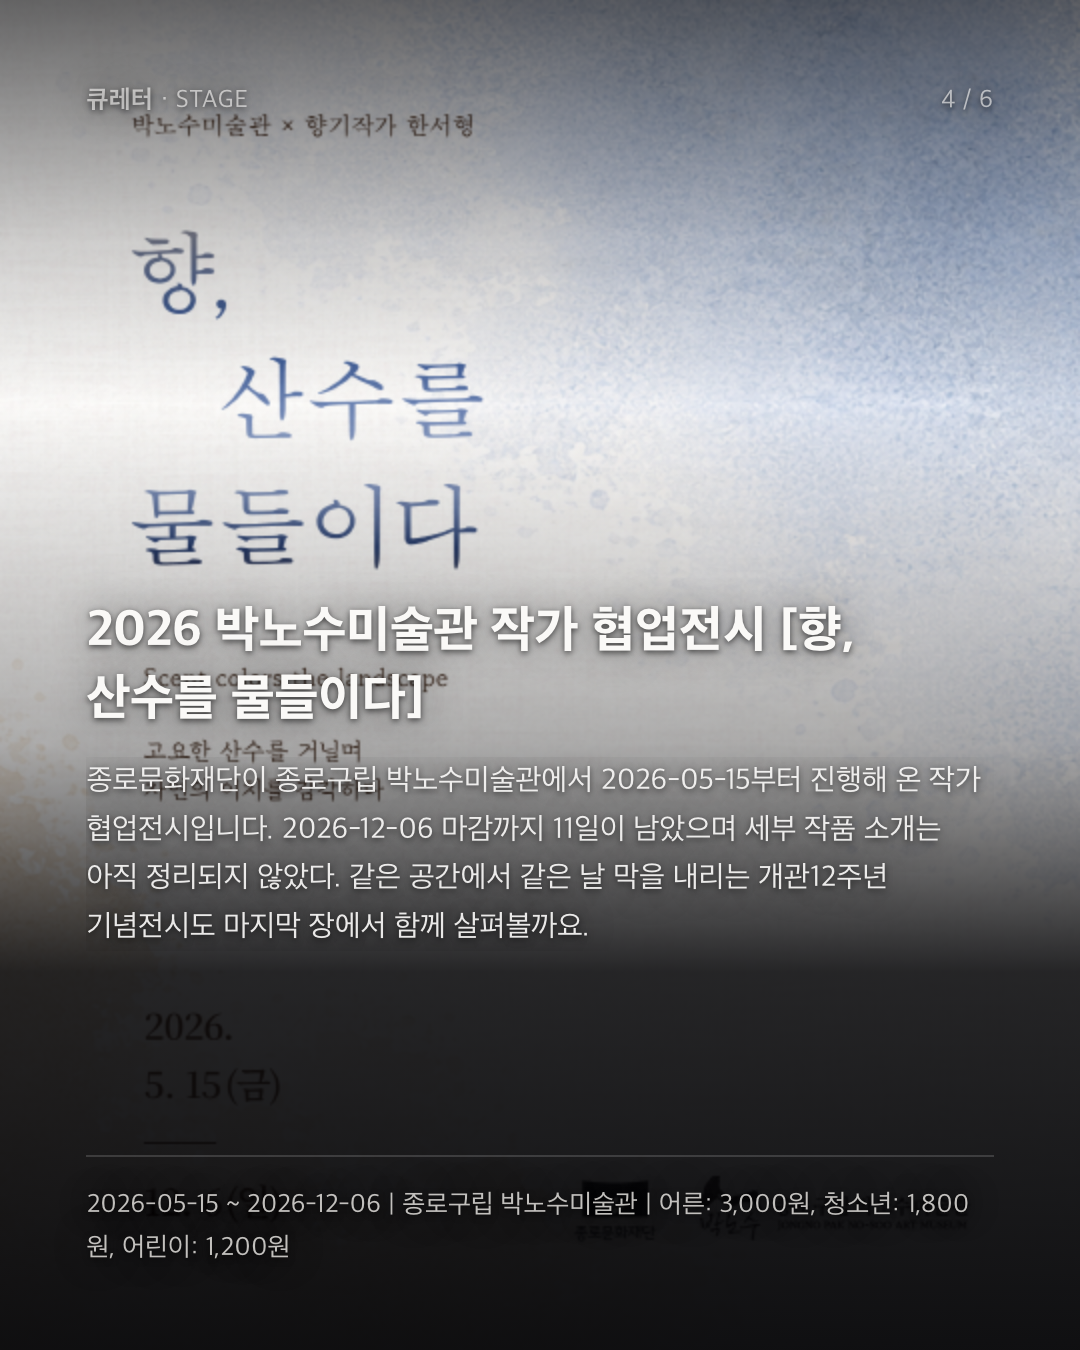 큐레터 · STAGE
4 / 6
박노수미술관 × 향기작가 한서형
향,
산수를
물들이다
2026 박노수미술관 작가 협업전시 [향,
Scent colors the landscape
산수를 물들이다]
고요한 산수를 거닐며
종로문화재단이 종로구립 박노수미술관에서 2026-05-15부터 진행해 온 작가
협업전시입니다. 2026-12-06 마감까지 11일이 남았으며 세부 작품 소개는
아직 정리되지 않았다. 같은 공간에서 같은 날 막을 내리는 개관12주년
기념전시도 마지막 장에서 함께 살펴볼까요.
2026.
5. 15 (금)
2026-05-15 ~ 2026-12-06 | 종로구립 박노수미술관 | 어른: 3,000원, 청소년: 1,800
종로문화재단
원, 어린이: 1,200원